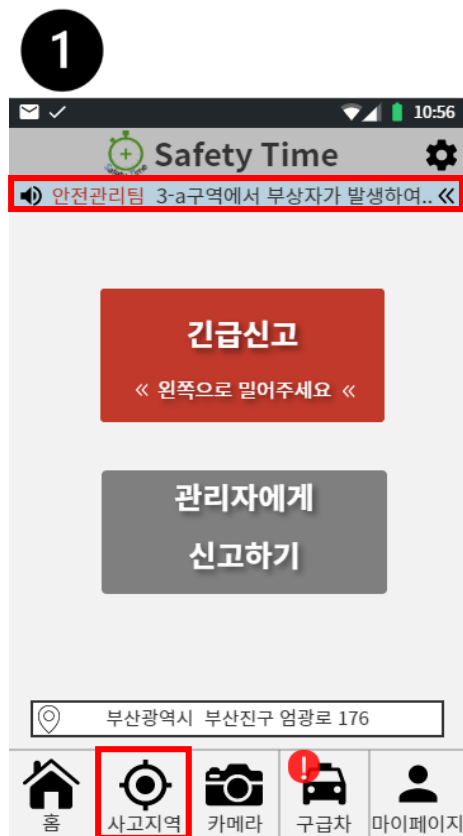 1
10:56
Safety Time
안전관리팀 3-a구역에서 부상자가 발생하여.. «
긴급신고
« 왼쪽으로 밀어주세요 «
관리자에게
신고하기
부산광역시 부산진구 엄광로 176
홈 사고지역 카메라 구급차 마이페이지